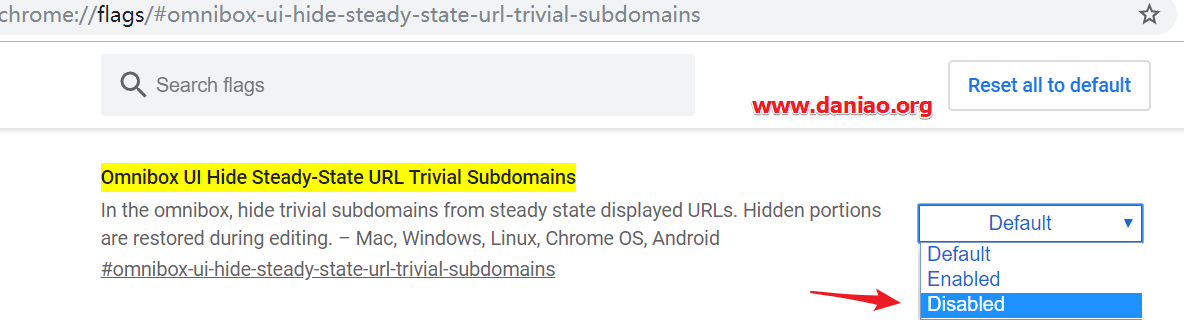 chrome://flags/#omnibox-ui-hide-steady-state-url-trivial-subdomains
Search flags
www.daniao.org
Reset all to default
Omnibox UI Hide Steady-State URL Trivial Subdomains
In the omnibox, hide trivial subdomains from steady state displayed URLs. Hidden portions
are restored during editing. – Mac, Windows, Linux, Chrome OS, Android
#omnibox-ui-hide-steady-state-url-trivial-subdomains
Default
Default
Enabled
Disabled